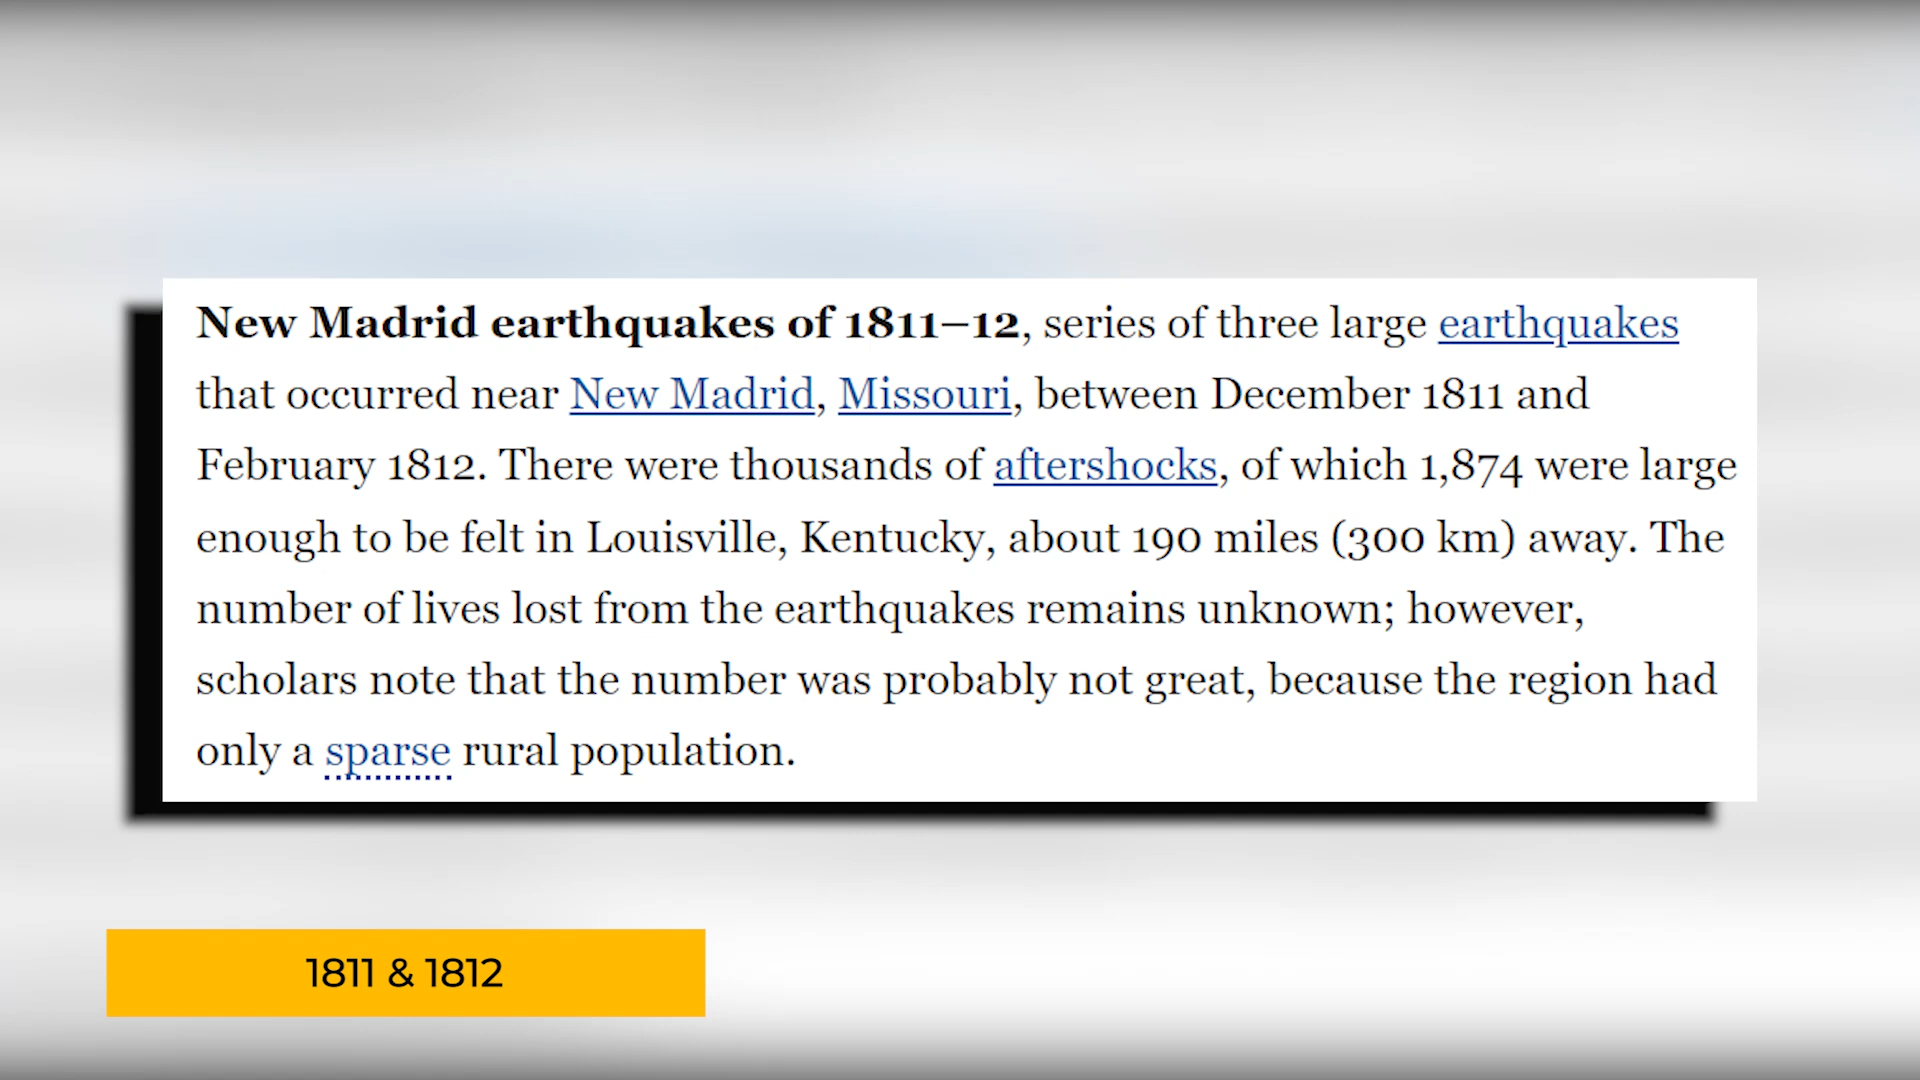 New Madrid earthquakes of 1811–12, series of three large earthquakes
that occurred near New Madrid, Missouri, between December 1811 and
February 1812. There were thousands of aftershocks, of which 1,874 were large
enough to be felt in Louisville, Kentucky, about 190 miles (300 km) away. The
number of lives lost from the earthquakes remains unknown; however,
scholars note that the number was probably not great, because the region had
only a sparse rural population.
1811 & 1812